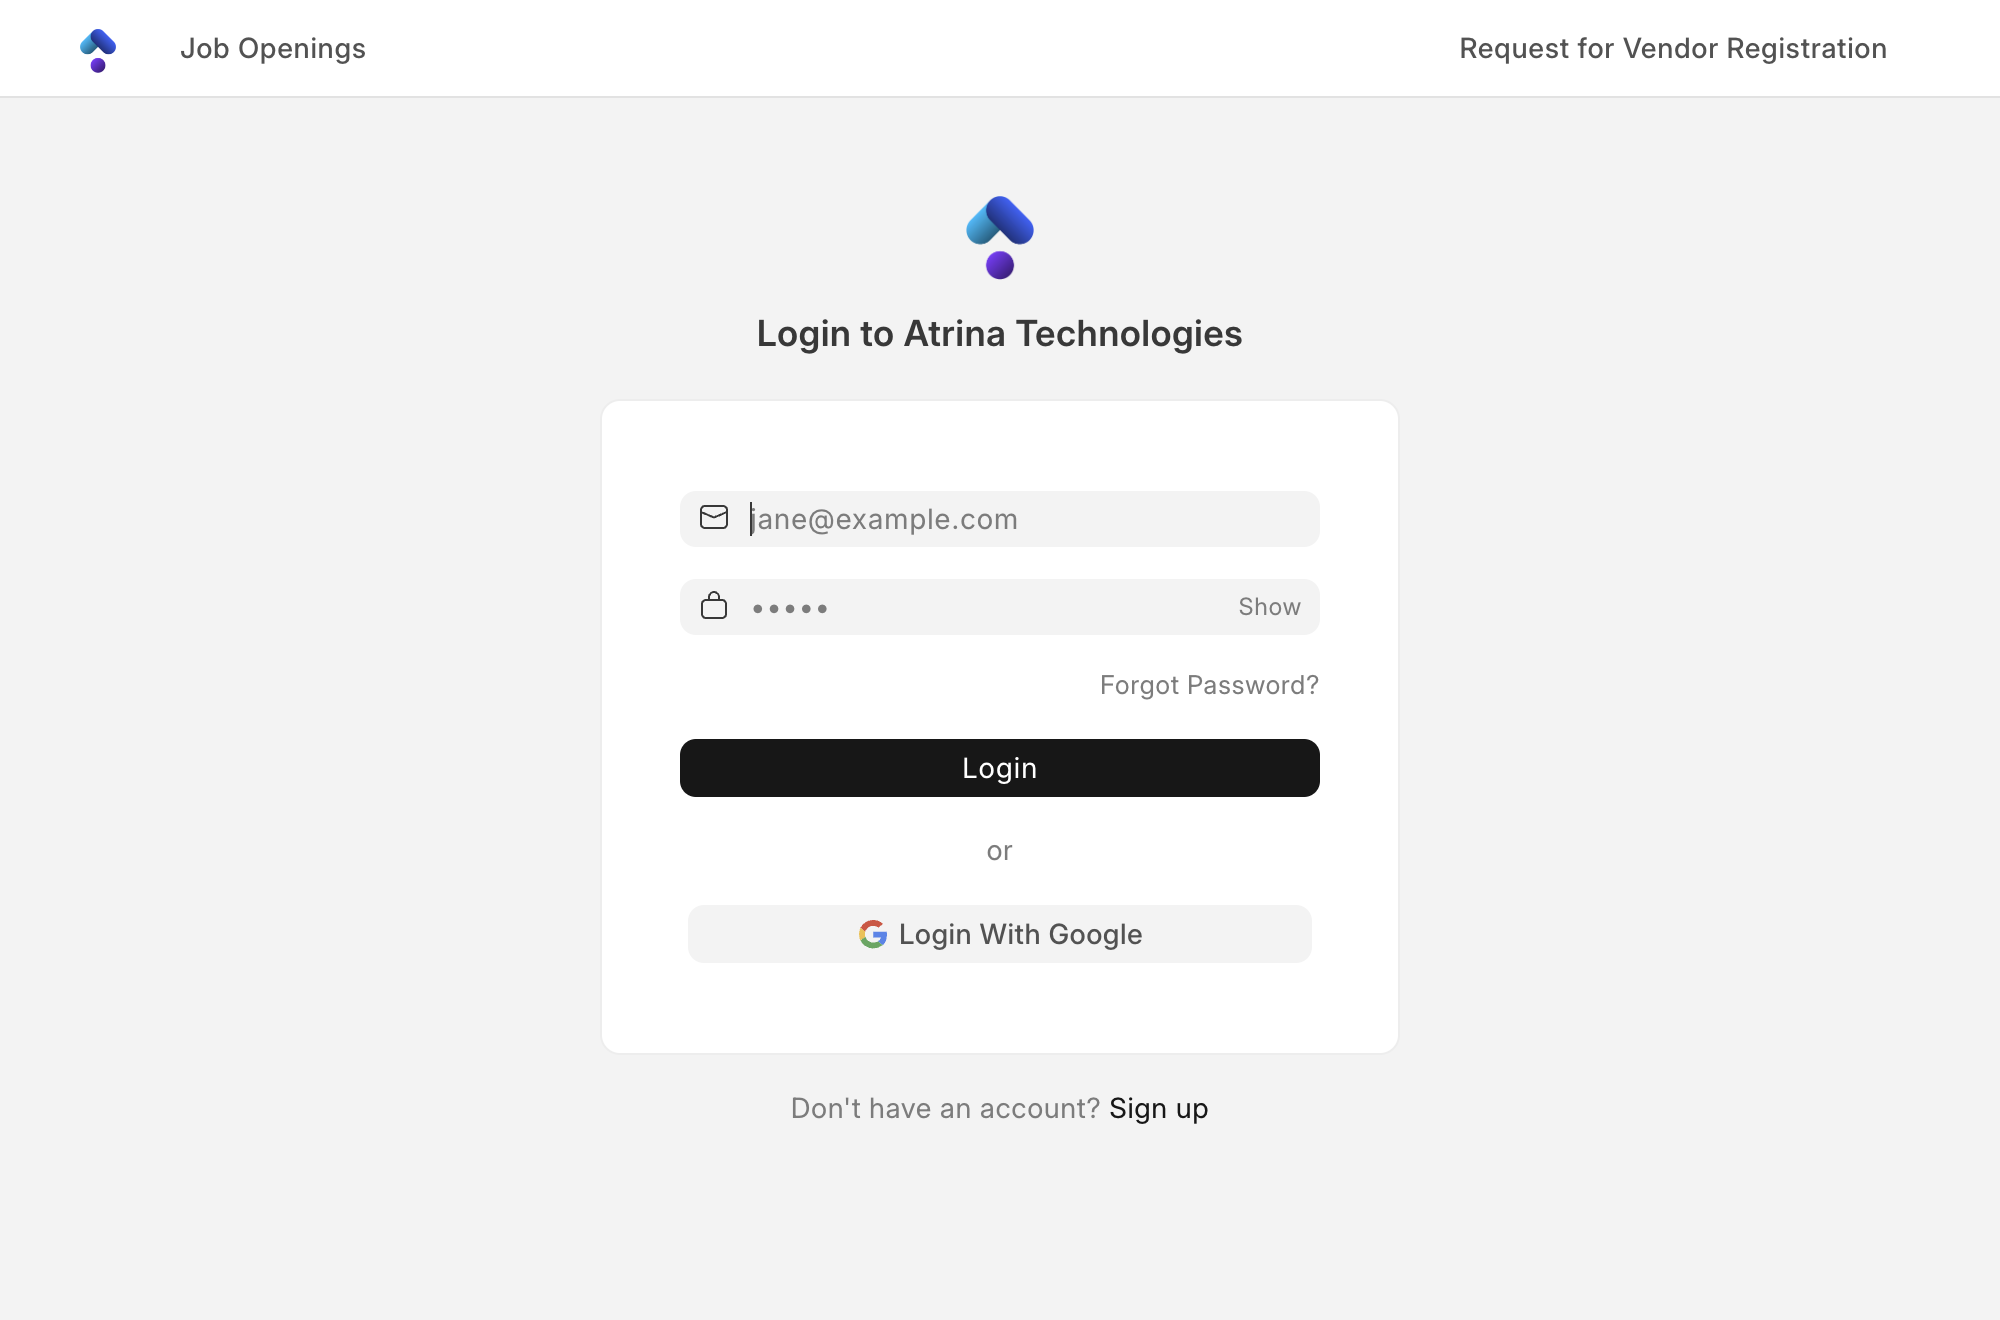 Job Openings
Request for Vendor Registration
Login to Atrina Technologies
jane@example.com
•••••
Show
Forgot Password?
Login
or
Login With Google
Don't have an account? Sign up